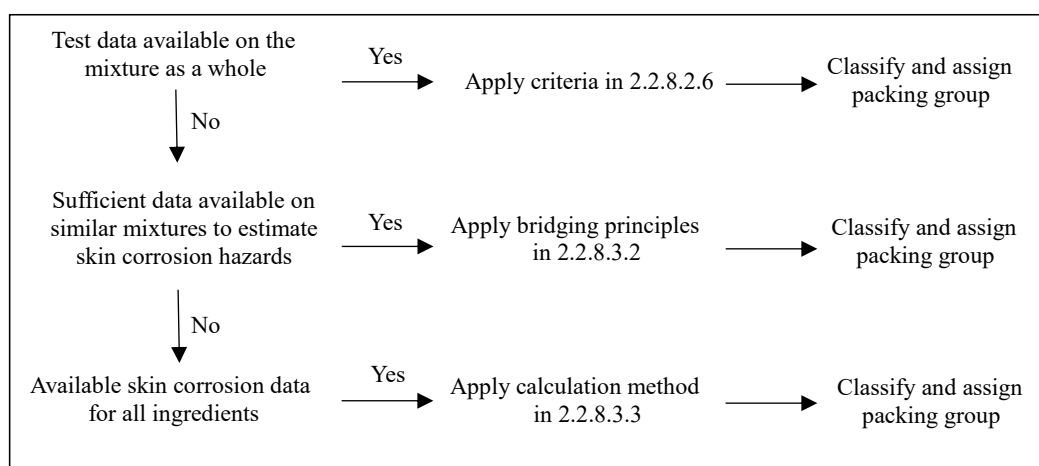 Test data available on the
mixture as a whole
Yes
Apply criteria in 2.2.8.2.6
Classify and assign
packing group
No
Sufficient data available on
similar mixtures to estimate
skin corrosion hazards
Yes
Apply bridging principles
in 2.2.8.3.2
Classify and assign
packing group
No
Available skin corrosion data
for all ingredients
Yes
Apply calculation method
in 2.2.8.3.3
Classify and assign
packing group